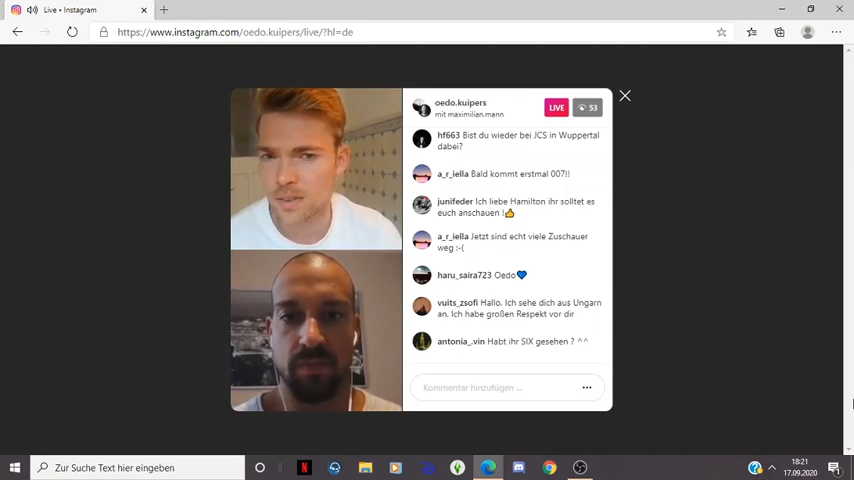 Live • Instagram
https://www.instagram.com/oedo.kuipers/live/?hl=de
oedo.kuipers
mit maximilian.mann
LIVE
53
hf663 Bist du wieder bei JCS in Wuppertal
dabei?
a_r_iella Bald kommt erstmal 007!!
junifeder Ich liebe Hamilton ihr solltet es
euch anschauen !👍
a_r_iella Jetzt sind echt viele Zuschauer
weg :-(
haru_saira723 Oedo💙
vuits_zsofi Hallo. Ich sehe dich aus Ungarn
an. Ich habe großen Respekt vor dir
antonia_.vin Habt ihr SIX gesehen ? ^^
Kommentar hinzufügen ...
Zur Suche Text hier eingeben
N
18:21
17.09.2020
1